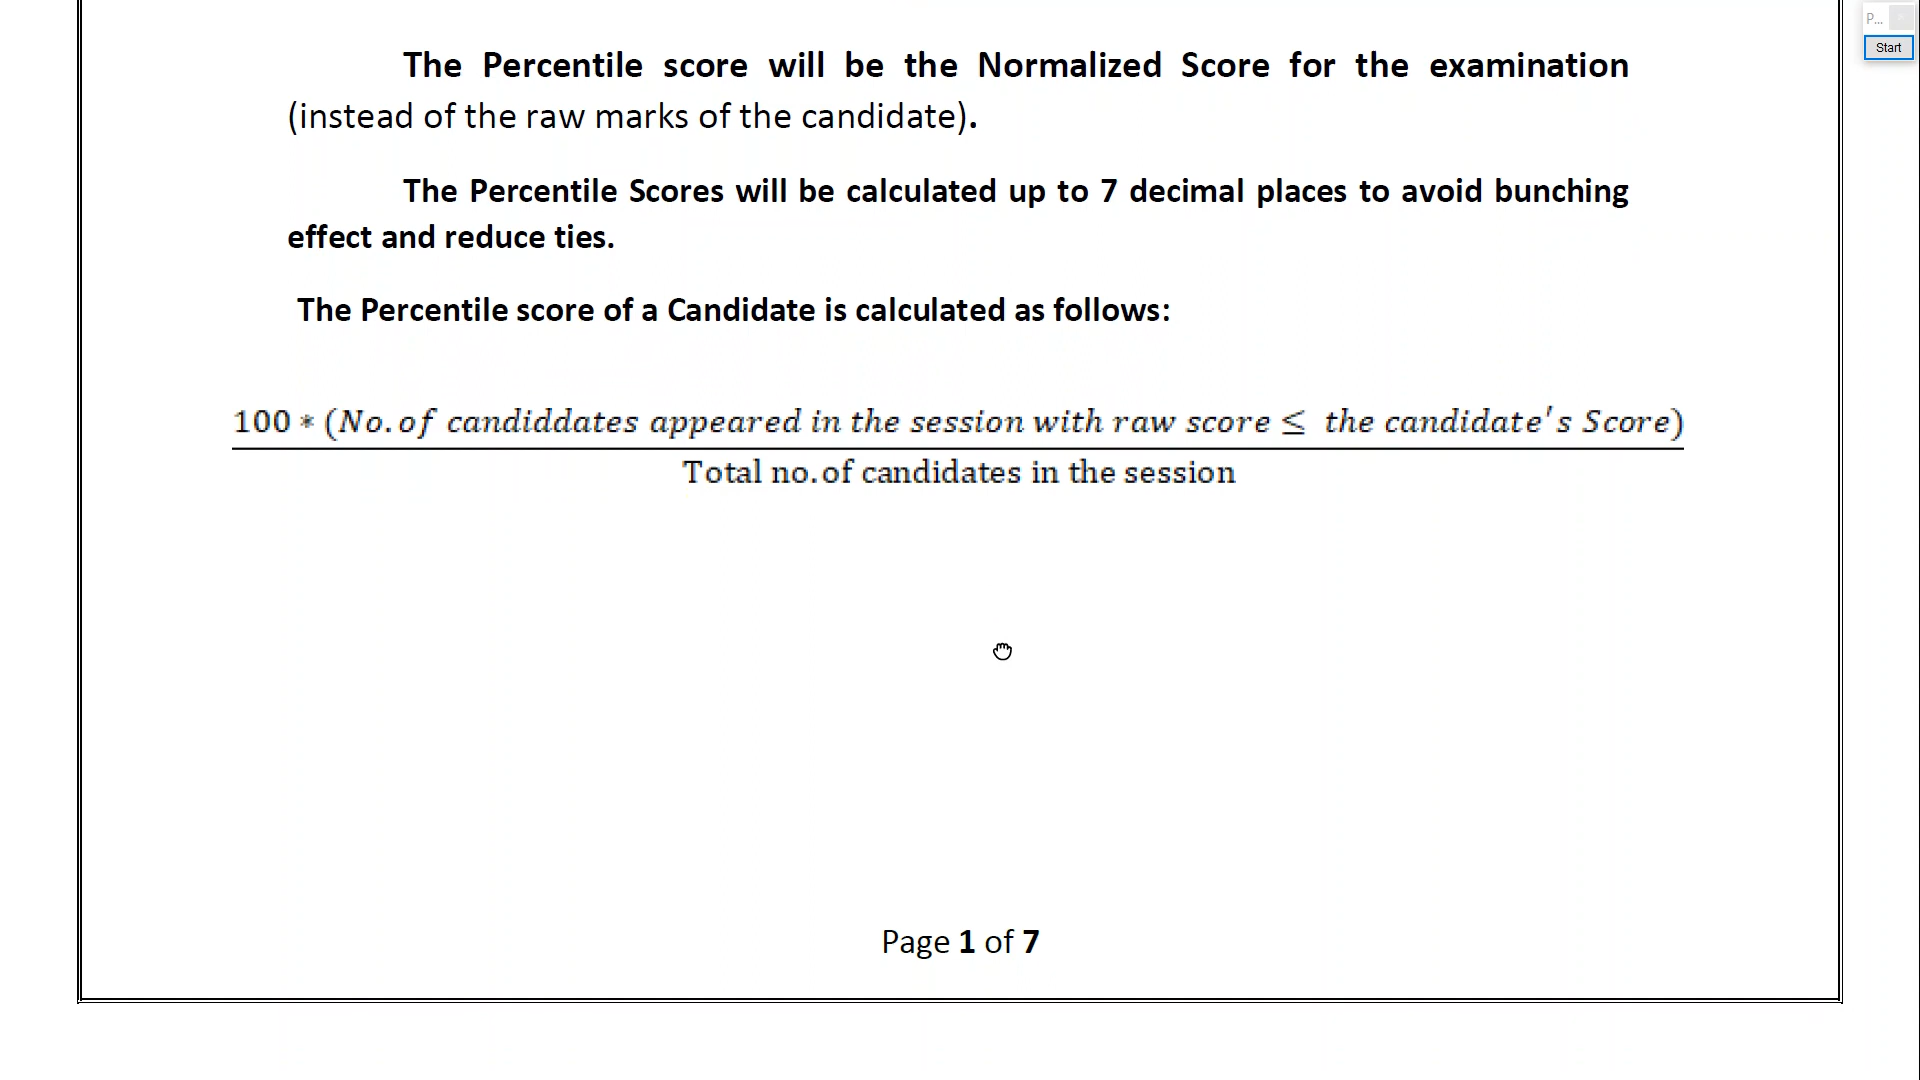 P...
Start
The Percentile score will be the Normalized Score for the examination
(instead of the raw marks of the candidate).
The Percentile Scores will be calculated up to 7 decimal places to avoid bunching
effect and reduce ties.
The Percentile score of a Candidate is calculated as follows:
100 * (No. of candiddates appeared in the session with raw score ≤ the candidate's Score)
Total no. of candidates in the session
Page 1 of 7